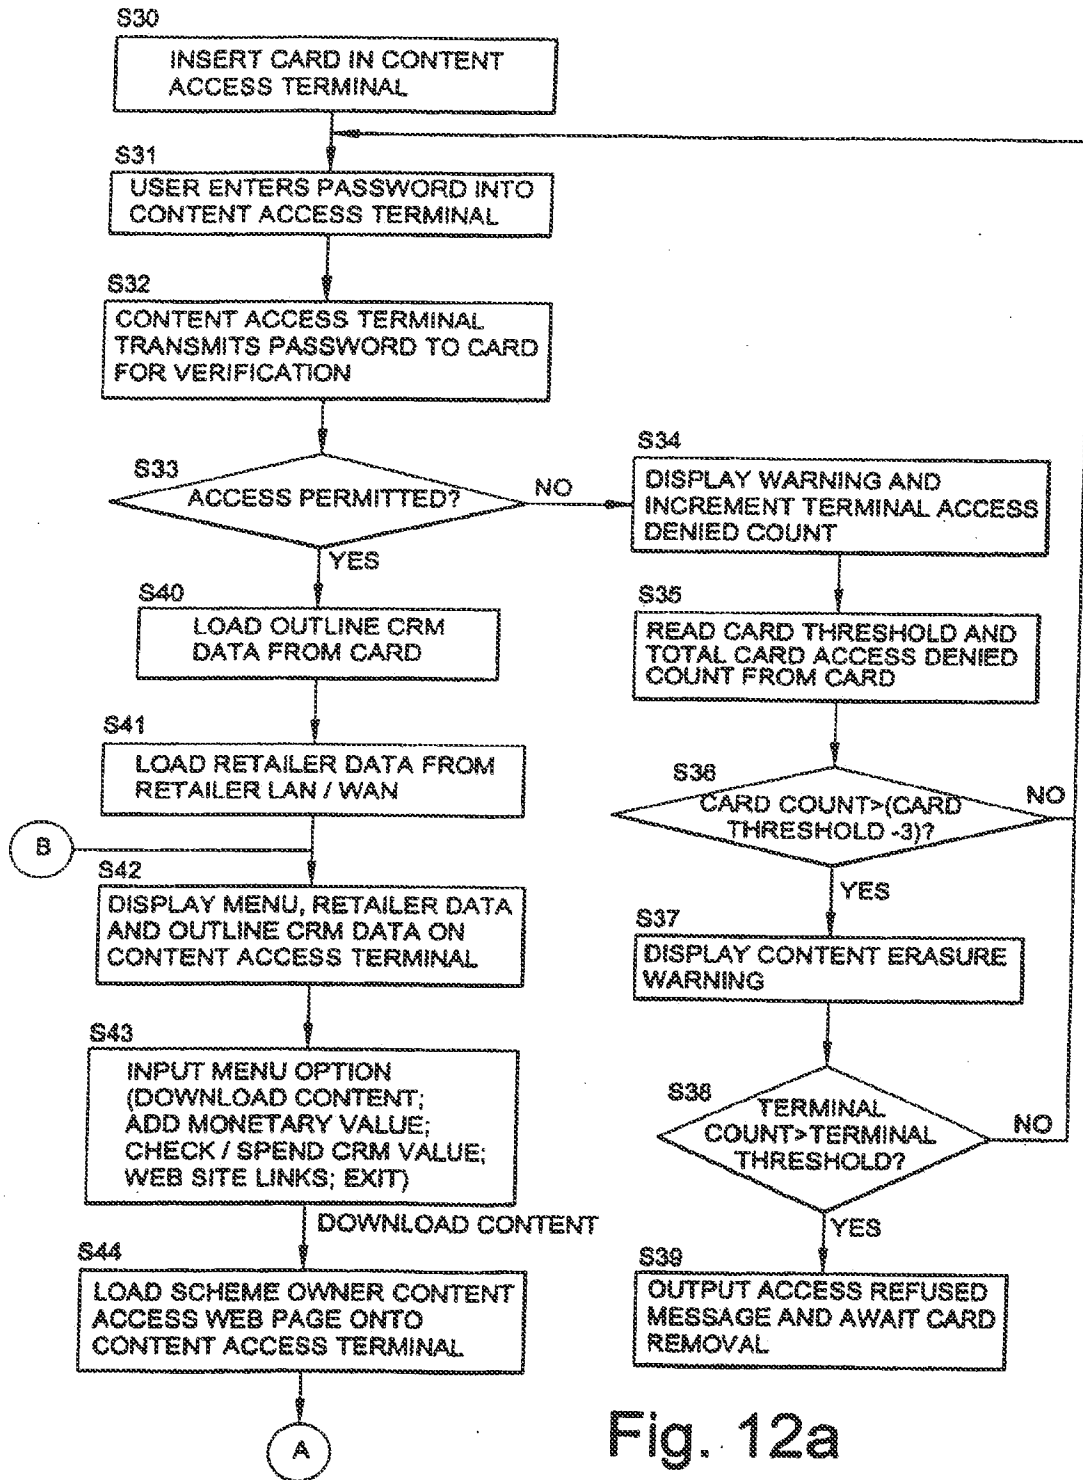 S30
INSERT CARD IN CONTENT
ACCESS TERMINAL
S31
USER ENTERS PASSWORD INTO
CONTENT ACCESS TERMINAL
S32
CONTENT ACCESS TERMINAL
TRANSMITS PASSWORD TO CARD
FOR VERIFICATION
S33
ACCESS PERMITTED?
NO
YES
S34
DISPLAY WARNING AND
INCREMENT TERMINAL ACCESS
DENIED COUNT
S35
READ CARD THRESHOLD AND
TOTAL CARD ACCESS DENIED
COUNT FROM CARD
S36
CARD COUNT>(CARD
THRESHOLD -3)?
NO
YES
S37
DISPLAY CONTENT ERASURE
WARNING
S38
TERMINAL
COUNT>TERMINAL
THRESHOLD?
NO
YES
S39
OUTPUT ACCESS REFUSED
MESSAGE AND AWAIT CARD
REMOVAL
S40
LOAD OUTLINE CRM
DATA FROM CARD
S41
LOAD RETAILER DATA FROM
RETAILER LAN / WAN
B
S42
DISPLAY MENU, RETAILER DATA
AND OUTLINE CRM DATA ON
CONTENT ACCESS TERMINAL
S43
INPUT MENU OPTION
(DOWNLOAD CONTENT;
ADD MONETARY VALUE;
CHECK / SPEND CRM VALUE;
WEB SITE LINKS; EXIT)
DOWNLOAD CONTENT
S44
LOAD SCHEME OWNER CONTENT
ACCESS WEB PAGE ONTO
CONTENT ACCESS TERMINAL
A
Fig. 12a